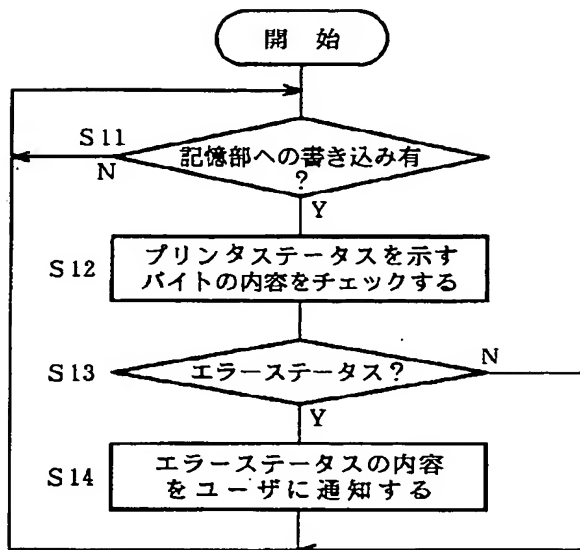 開 始
S11
記憶部への書き込み有
?
N
Y
S12
プリンタステータスを示す
バイトの内容をチェックする
S13
エラーステータス?
N
Y
S14
エラーステータスの内容
をユーザに通知する